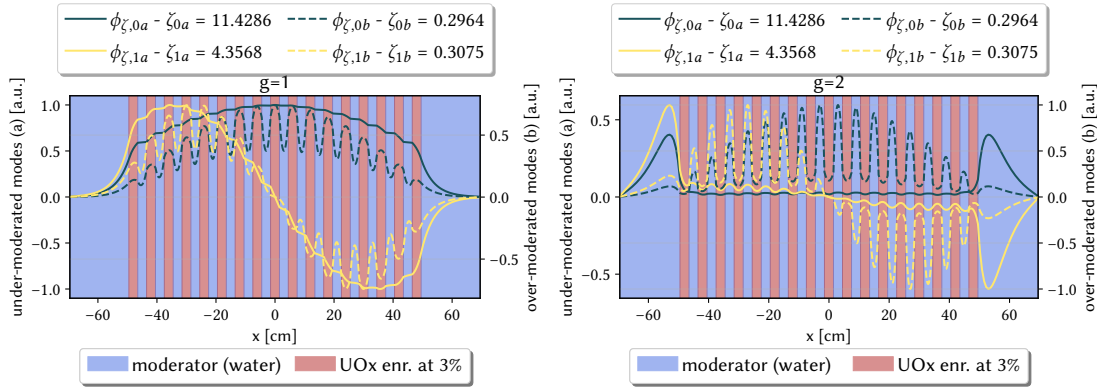 ϕζ,0a - ζ0a = 11.4286 ϕζ,0b - ζ0b = 0.2964
ϕζ,1a - ζ1a = 4.3568 ϕζ,1b - ζ1b = 0.3075
g=1
under-moderated modes (a) [a.u.]
1.0
0.5
0.0
−0.5
−1.0
0.5
0.0
−0.5
over-moderated modes (b) [a.u.]
−60 −40 −20 0 20 40 60
x [cm]
moderator (water) UOx enr. at 3%
ϕζ,0a - ζ0a = 11.4286 ϕζ,0b - ζ0b = 0.2964
ϕζ,1a - ζ1a = 4.3568 ϕζ,1b - ζ1b = 0.3075
g=2
under-moderated modes (a) [a.u.]
0.5
0.0
−0.5
1.0
0.5
0.0
−0.5
−1.0
over-moderated modes (b) [a.u.]
−60 −40 −20 0 20 40 60
x [cm]
moderator (water) UOx enr. at 3%